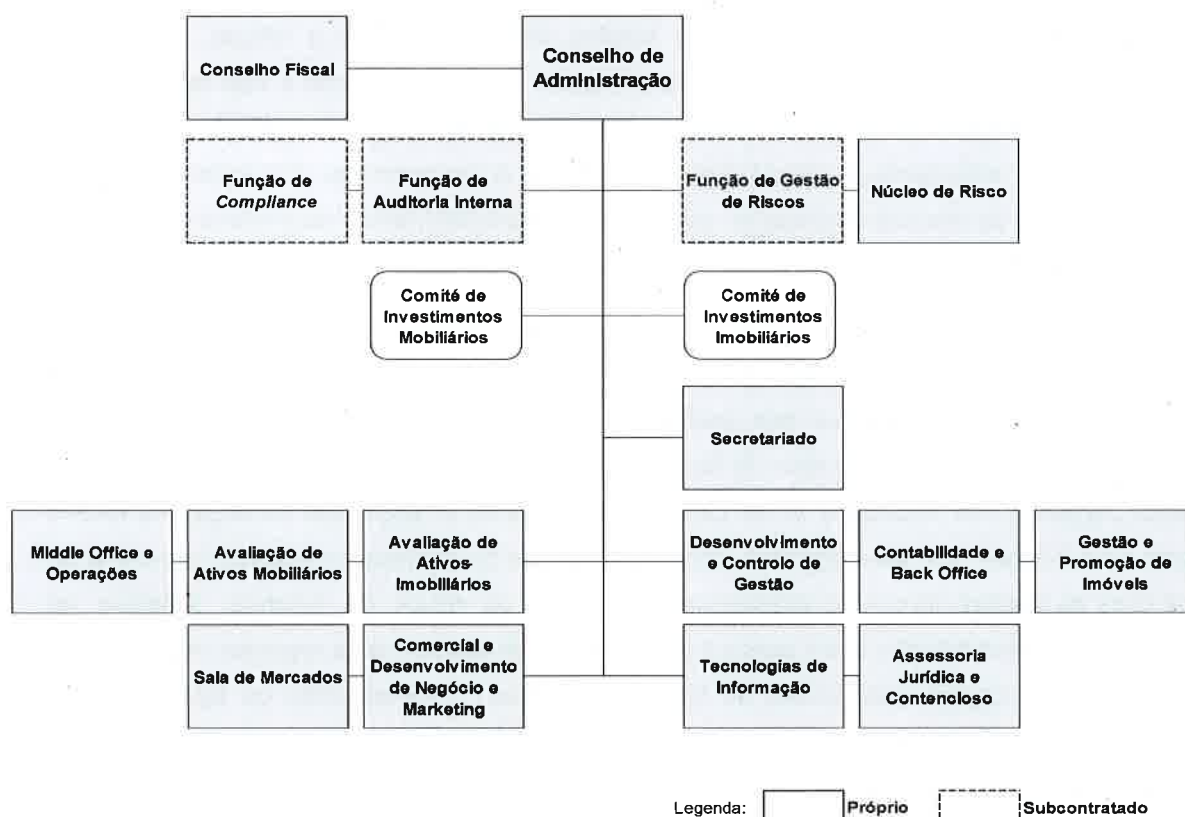 Conselho Fiscal
Conselho de
Administração
Função de
Compliance
Função de
Auditoria Interna
Função de Gestão
de Riscos
Núcleo de Risco
Comité de
Investimentos
Mobiliários
Comité de
Investimentos
Imobiliários
Secretariado
Middle Office e
Operações
Avaliação de
Ativos Mobiliários
Avaliação de
Ativos
Imobiliários
Desenvolvimento
e Controlo de
Gestão
Contabilidade e
Back Office
Gestão e
Promoção de
Imóveis
Sala de Mercados
Comercial e
Desenvolvimento
de Negócio e
Marketing
Tecnologias de
Informação
Assessoria
Jurídica e
Contencioso
Legenda: Próprio Subcontratado